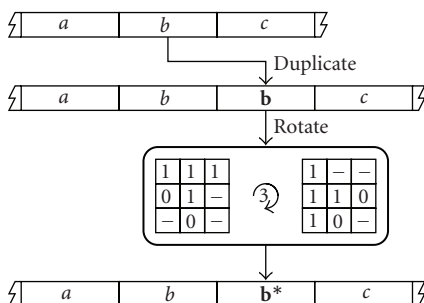 a b c
Duplicate
a b b c
Rotate
1 1 1 1 – –
0 1 – 3 1 1 0
– 0 – 1 0 –
a b b* c